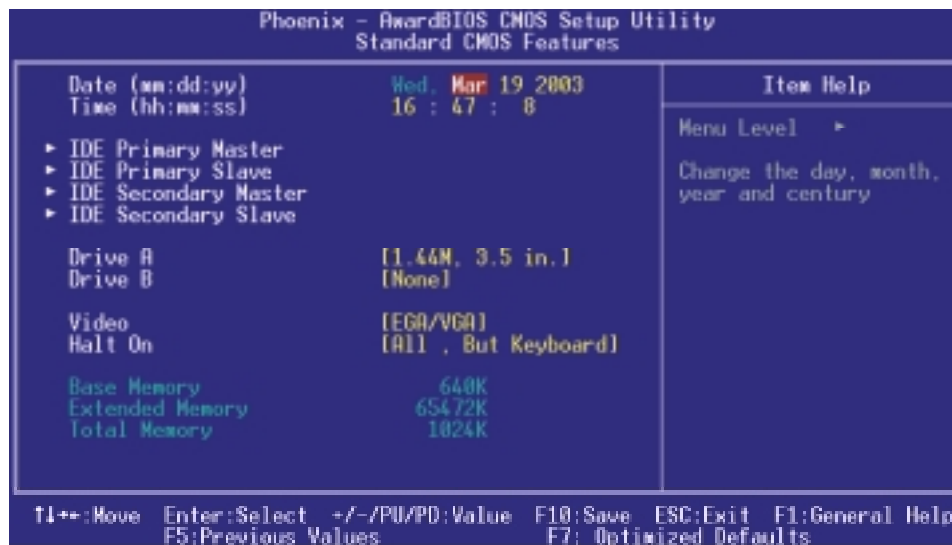 Phoenix - AwardBIOS CMOS Setup Utility
Standard CMOS Features
Date (mm:dd:yy) Wed, Mar 19 2003
Time (hh:mm:ss) 16 : 47 : 8
► IDE Primary Master
► IDE Primary Slave
► IDE Secondary Master
► IDE Secondary Slave
Drive A [1.44M, 3.5 in.]
Drive B [None]
Video [EGA/VGA]
Halt On [All , But Keyboard]
Base Memory 640K
Extended Memory 65472K
Total Memory 1024K
Item Help
Menu Level ►
Change the day, month,
year and century
↑↓→←:Move Enter:Select +/-/PU/PD:Value F10:Save ESC:Exit F1:General Help
F5:Previous Values F7: Optimized Defaults